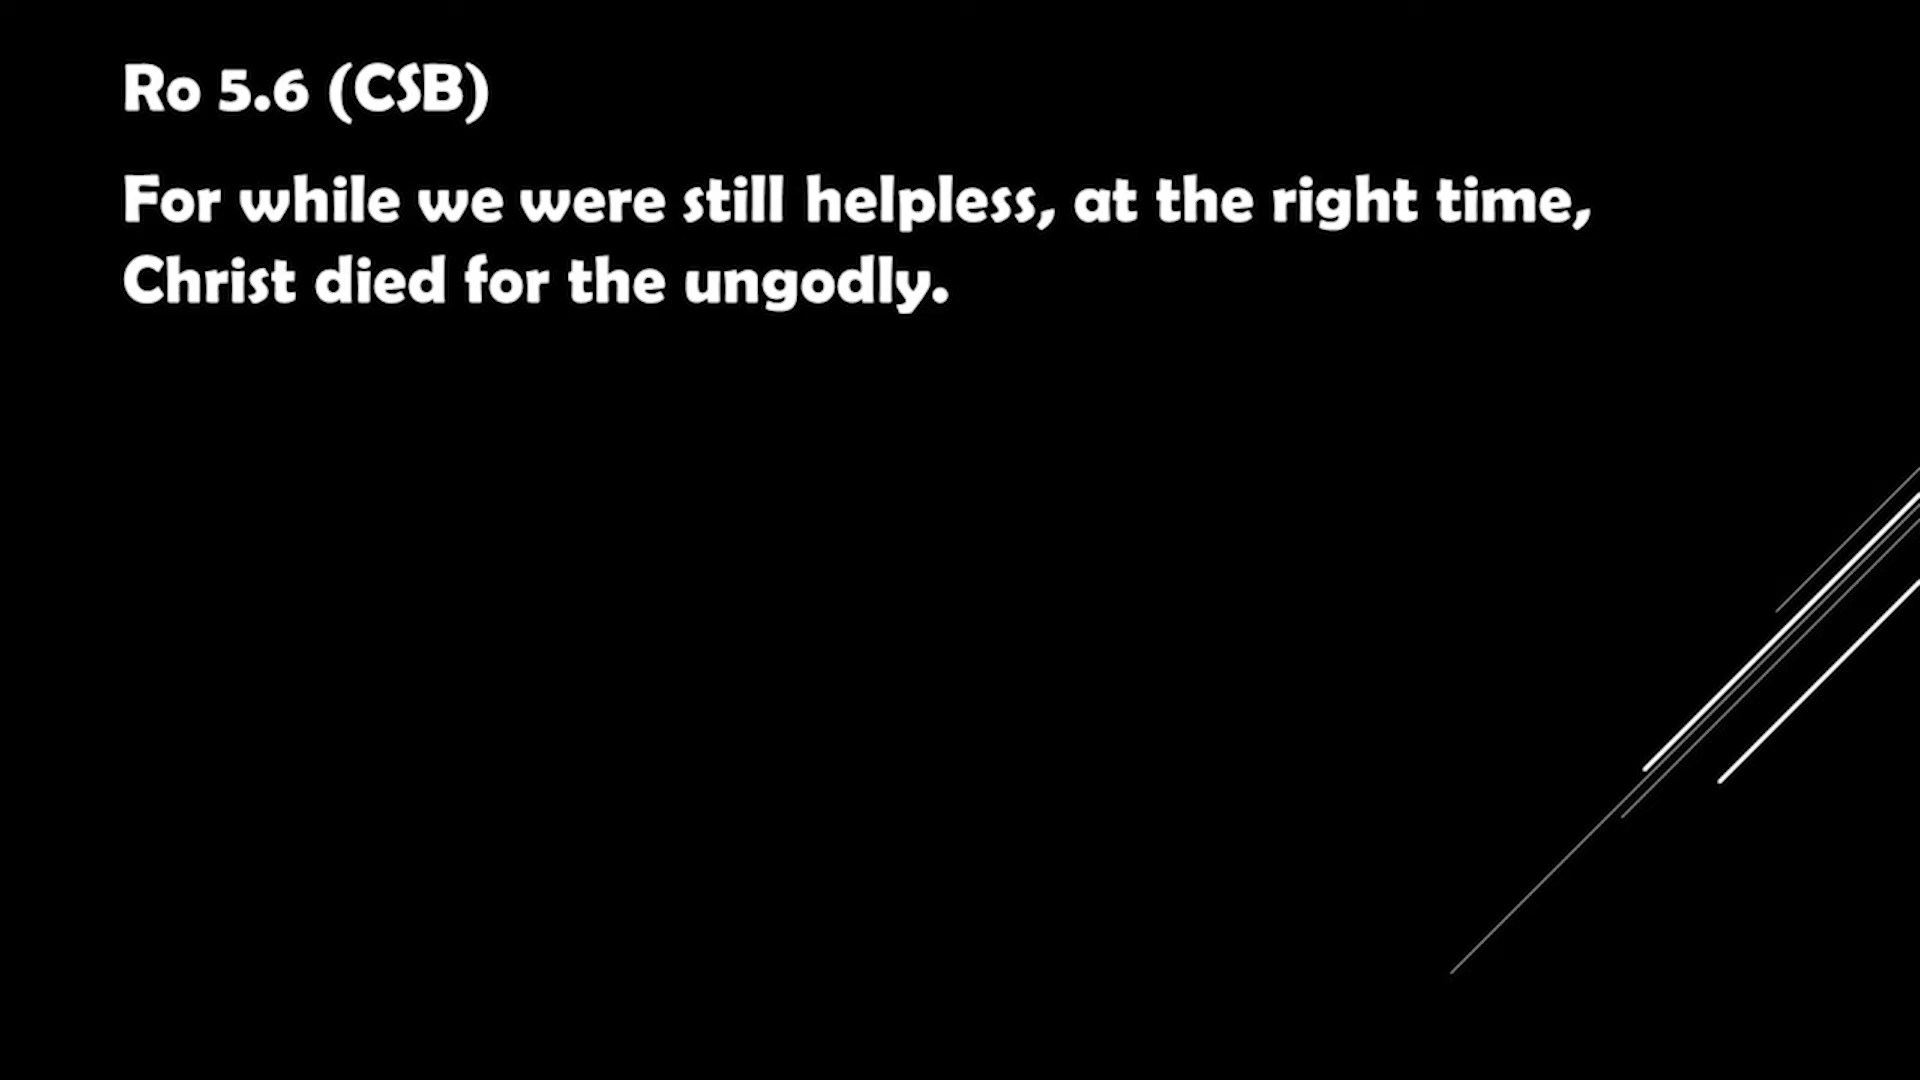 Ro 5.6 (CSB)
For while we were still helpless, at the right time,
Christ died for the ungodly.